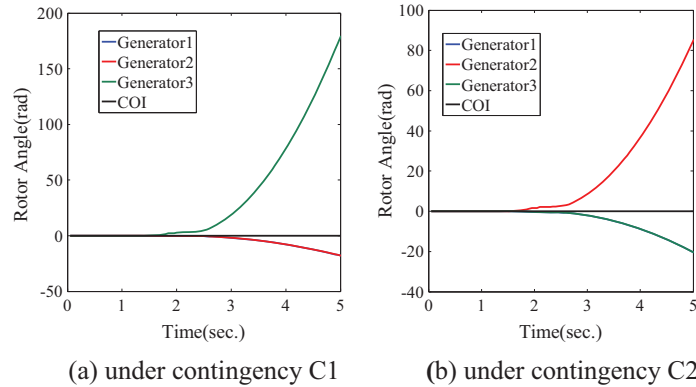 200
150
100
50
0
-50
Rotor Angle(rad)
Generator1
Generator2
Generator3
COI
0 1 2 3 4 5
Time(sec.)
(a) under contingency C1
100
80
60
40
20
0
-20
-40
Rotor Angle(rad)
Generator1
Generator2
Generator3
COI
0 1 2 3 4 5
Time(sec.)
(b) under contingency C2